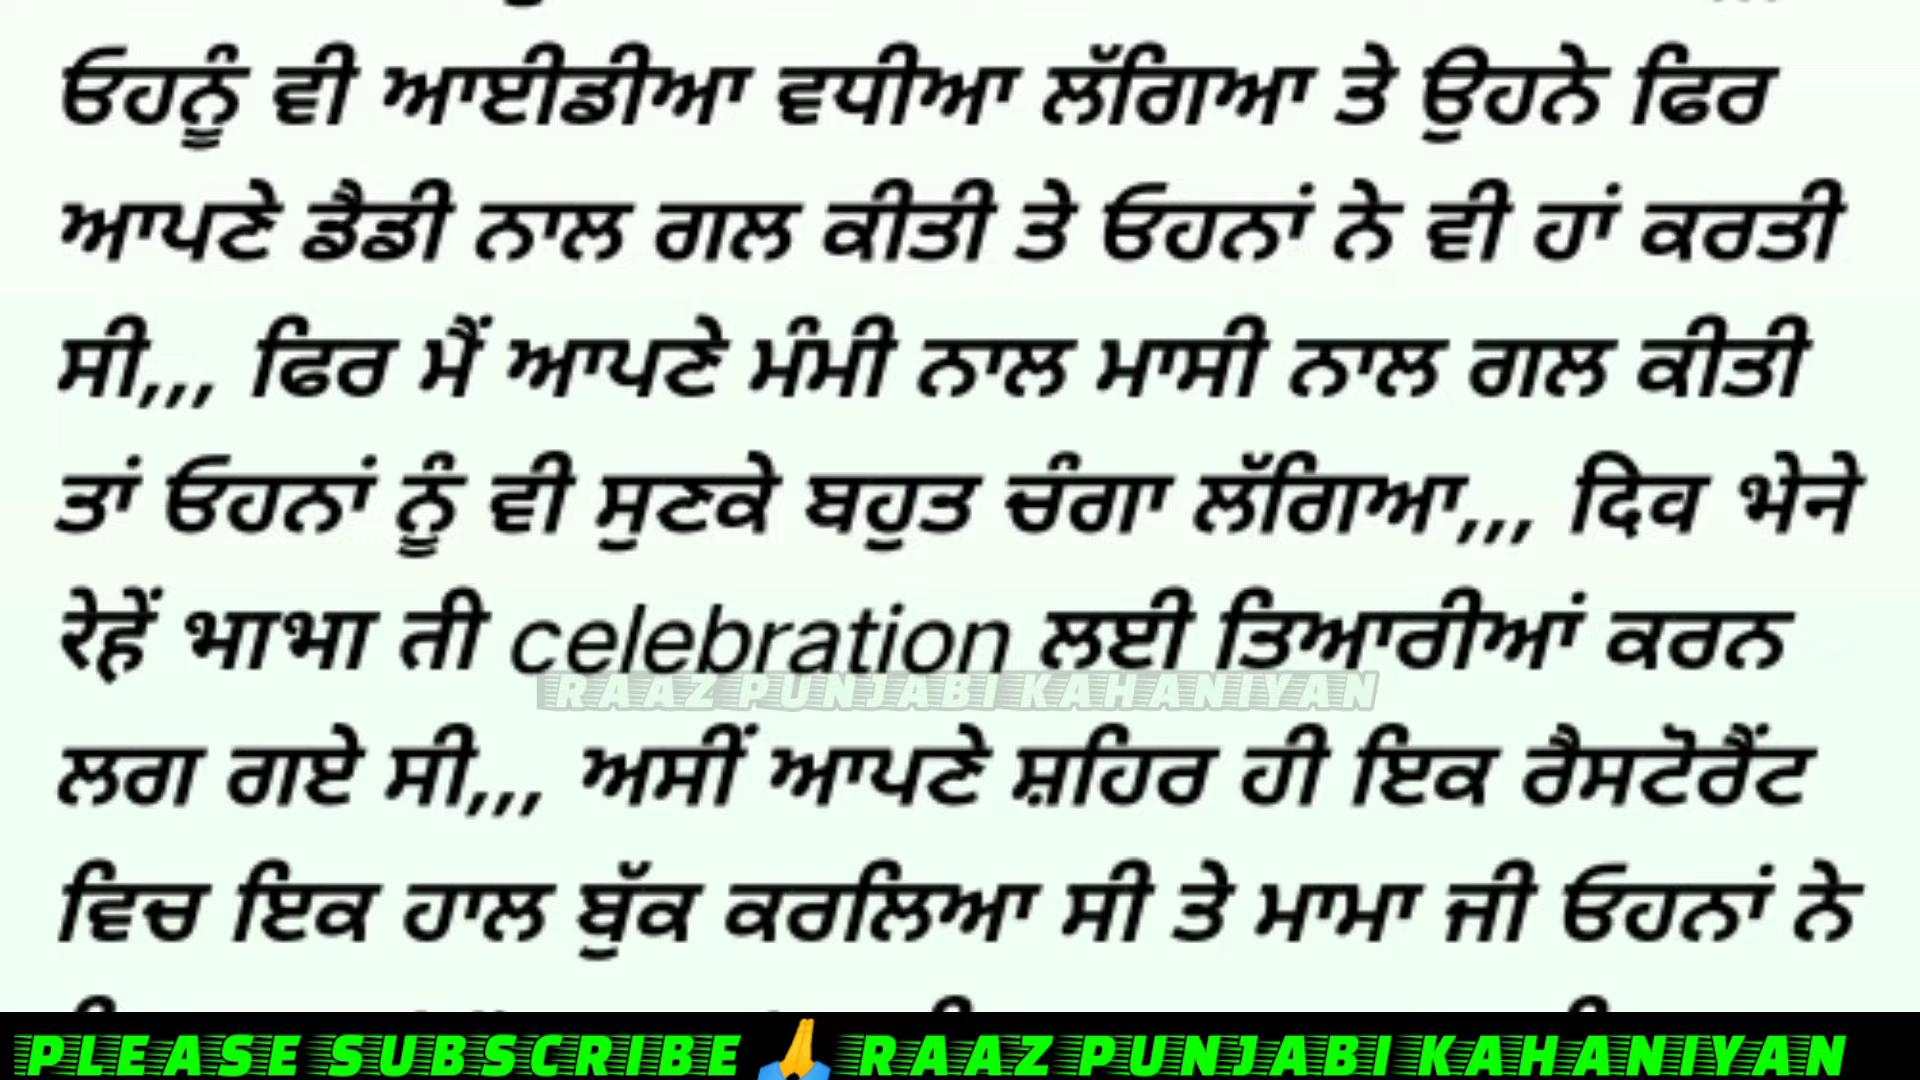 ਓਹਨੂੰ ਵੀ ਆਈਡੀਆ ਵਧੀਆ ਲੱਗਿਆ ਤੇ ਉਹਨੇ ਫਿਰ
ਆਪਣੇ ਡੈਡੀ ਨਾਲ ਗਲ ਕੀਤੀ ਤੇ ਓਹਨਾਂ ਨੇ ਵੀ ਹਾਂ ਕਰਤੀ
ਸੀ,,, ਫਿਰ ਮੈਂ ਆਪਣੇ ਮੰਮੀ ਨਾਲ ਮਾਸੀ ਨਾਲ ਗਲ ਕੀਤੀ
ਤਾਂ ਓਹਨਾਂ ਨੂੰ ਵੀ ਸੁਣਕੇ ਬਹੁਤ ਚੰਗਾ ਲੱਗਿਆ,,,
celebration ਲਈ ਤਿਆਰੀਆਂ ਕਰਨ
RAAZ PUNJABI KAHANIYAN
ਲਗ ਗਏ ਸੀ,,, ਅਸੀਂ ਆਪਣੇ ਸ਼ਹਿਰ ਹੀ ਇਕ ਰੈਸਟੋਰੈਂਟ
ਵਿਚ ਇਕ ਹਾਲ ਬੁੱਕ ਕਰਲਿਆ ਸੀ ਤੇ ਮਾਮਾ ਜੀ ਓਹਨਾਂ ਨੇ
PLEASE SUBSCRIBE 🙏 RAAZ PUNJABI KAHANIYAN